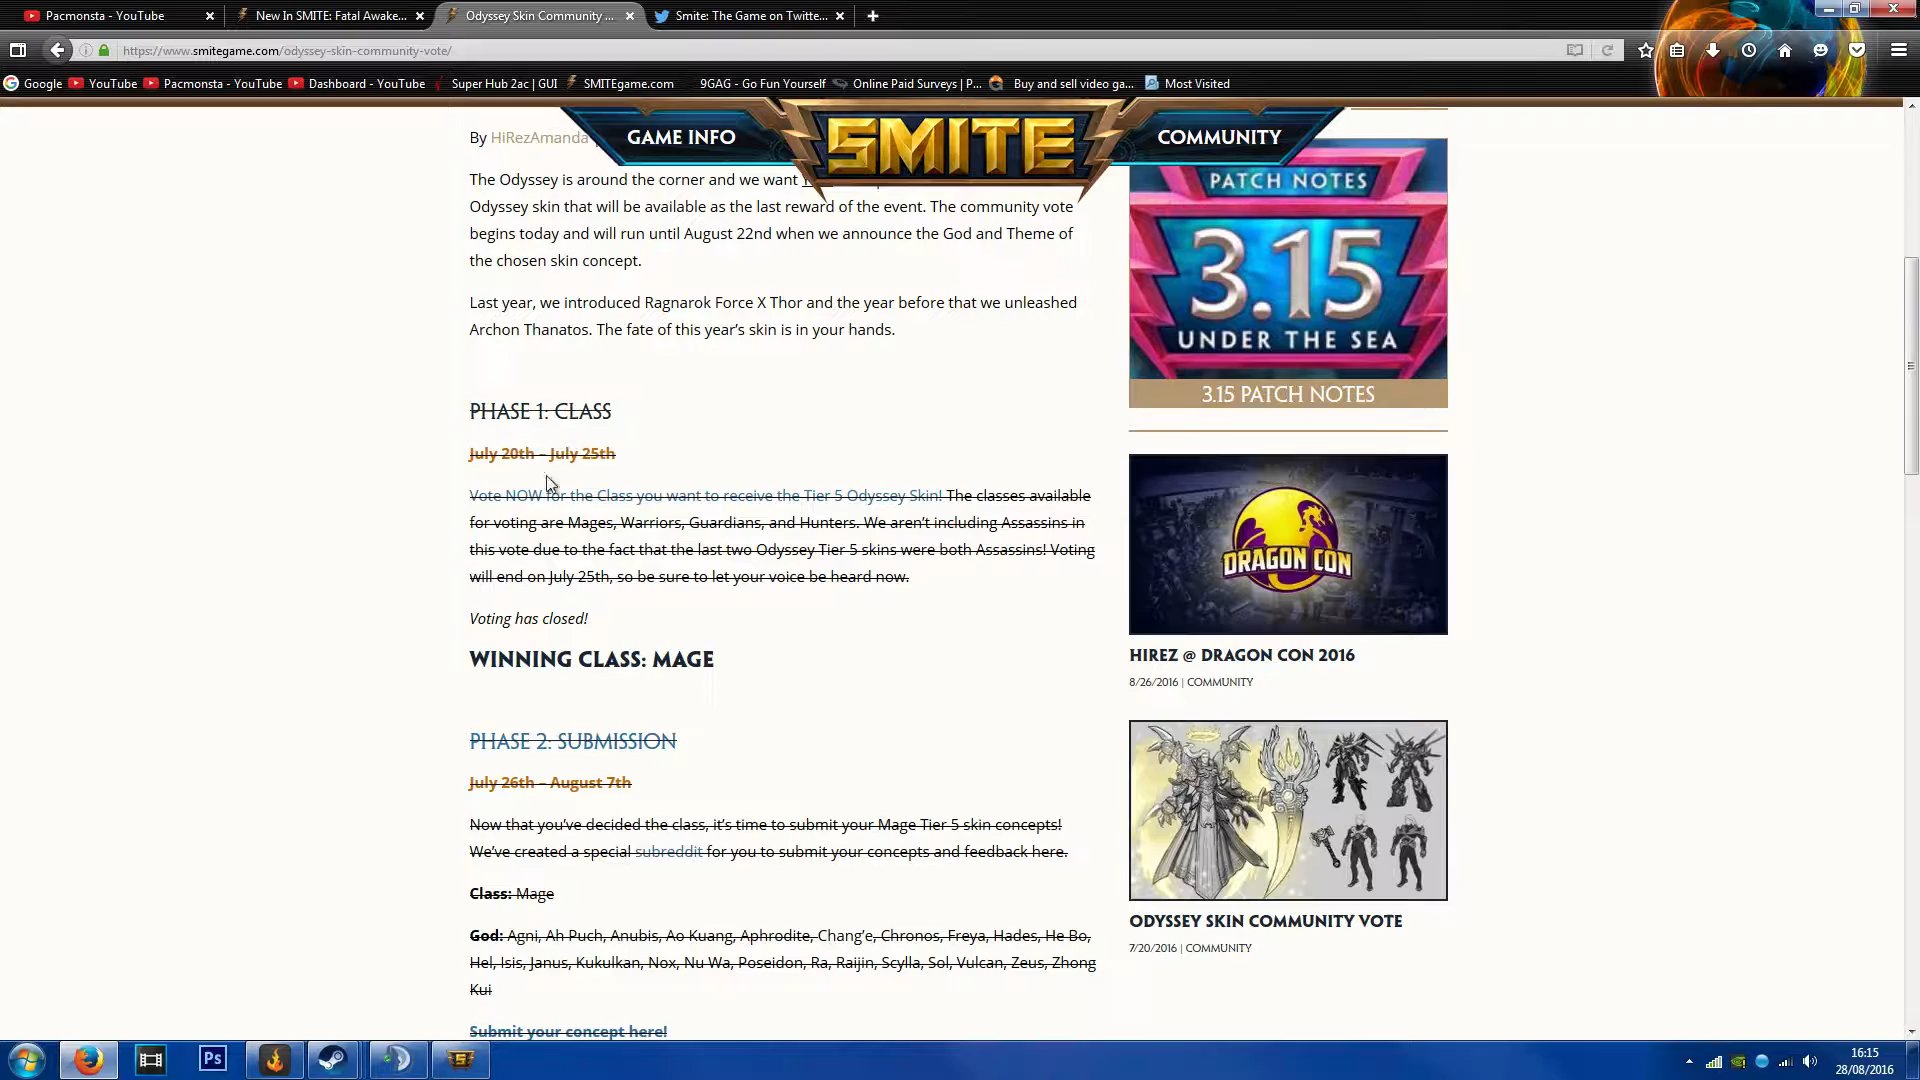 Pacmonsta - YouTube
New In SMITE: Fatal Awake...
Odyssey Skin Community ...
Smite: The Game on Twitte...
https://www.smitegame.com/odyssey-skin-community-vote/
Google YouTube Pacmonsta - YouTube Dashboard - YouTube Super Hub 2ac | GUI SMITEgame.com 9GAG - Go Fun Yourself Online Paid Surveys | P... Buy and sell video ga... Most Visited
GAME INFO
SMITE
COMMUNITY
By HiRezAmanda
The Odyssey is around the corner and we want
Odyssey skin that will be available as the last reward of the event. The community vote
begins today and will run until August 22nd when we announce the God and Theme of
the chosen skin concept.
Last year, we introduced Ragnarok Force X Thor and the year before that we unleashed
Archon Thanatos. The fate of this year's skin is in your hands.
PHASE 1: CLASS
July 20th - July 25th
Vote NOW for the Class you want to receive the Tier 5 Odyssey Skin! The classes available
for voting are Mages, Warriors, Guardians, and Hunters. We aren't including Assassins in
this vote due to the fact that the last two Odyssey Tier 5 skins were both Assassins! Voting
will end on July 25th, so be sure to let your voice be heard now.
Voting has closed!
WINNING CLASS: MAGE
PHASE 2: SUBMISSION
July 26th - August 7th
Now that you've decided the class, it's time to submit your Mage Tier 5 skin concepts!
We've created a special subreddit for you to submit your concepts and feedback here.
Class: Mage
God: Agni, Ah Puch, Anubis, Ao Kuang, Aphrodite, Chang'e, Chronos, Freya, Hades, He Bo,
Hel, Isis, Janus, Kukulkan, Nox, Nu Wa, Poseidon, Ra, Raijin, Scylla, Sol, Vulcan, Zeus, Zhong
Kui
Submit your concept here!
PATCH NOTES
3.15
UNDER THE SEA
3.15 PATCH NOTES
DRAGON CON
HIREZ @ DRAGON CON 2016
8/26/2016 | COMMUNITY
ODYSSEY SKIN COMMUNITY VOTE
7/20/2016 | COMMUNITY
Ps
16:15
28/08/2016